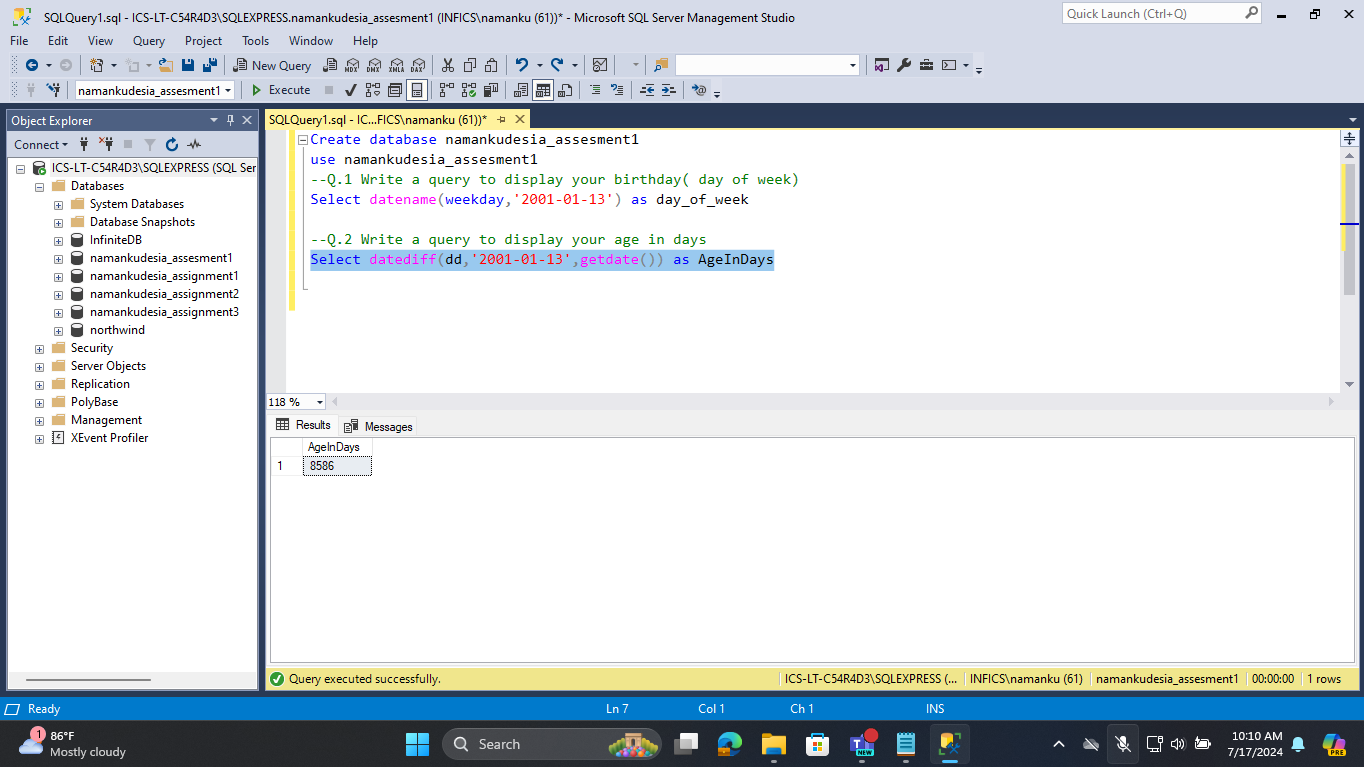 SQLQuery1.sql - ICS-LT-C54R4D3\SQLEXPRESS.namankudesia_assesment1 (INFICS\namanku (61))* - Microsoft SQL Server Management Studio
Quick Launch (Ctrl+Q)
File Edit View Query Project Tools Window Help
New Query MDX DMX XMLA DAX
namankudesia_assesment1 Execute
Object Explorer
SQLQuery1.sql - IC...FICS\namanku (61))*
Connect
ICS-LT-C54R4D3\SQLEXPRESS (SQL Ser
Databases
System Databases
Database Snapshots
InfiniteDB
namankudesia_assesment1
namankudesia_assignment1
namankudesia_assignment2
namankudesia_assignment3
northwind
Security
Server Objects
Replication
PolyBase
Management
XEvent Profiler
Create database namankudesia_assesment1
use namankudesia_assesment1
--Q.1 Write a query to display your birthday( day of week)
Select datename(weekday,'2001-01-13') as day_of_week
--Q.2 Write a query to display your age in days
Select datediff(dd,'2001-01-13',getdate()) as AgeInDays
118 %
Results Messages
AgeInDays
1 8586
Query executed successfully. ICS-LT-C54R4D3\SQLEXPRESS (... INFICS\namanku (61) namankudesia_assesment1 00:00:00 1 rows
Ready Ln 7 Col 1 Ch 1 INS
1
86°F
Mostly cloudy
Search
NEW
10:10 AM
7/17/2024
PRE